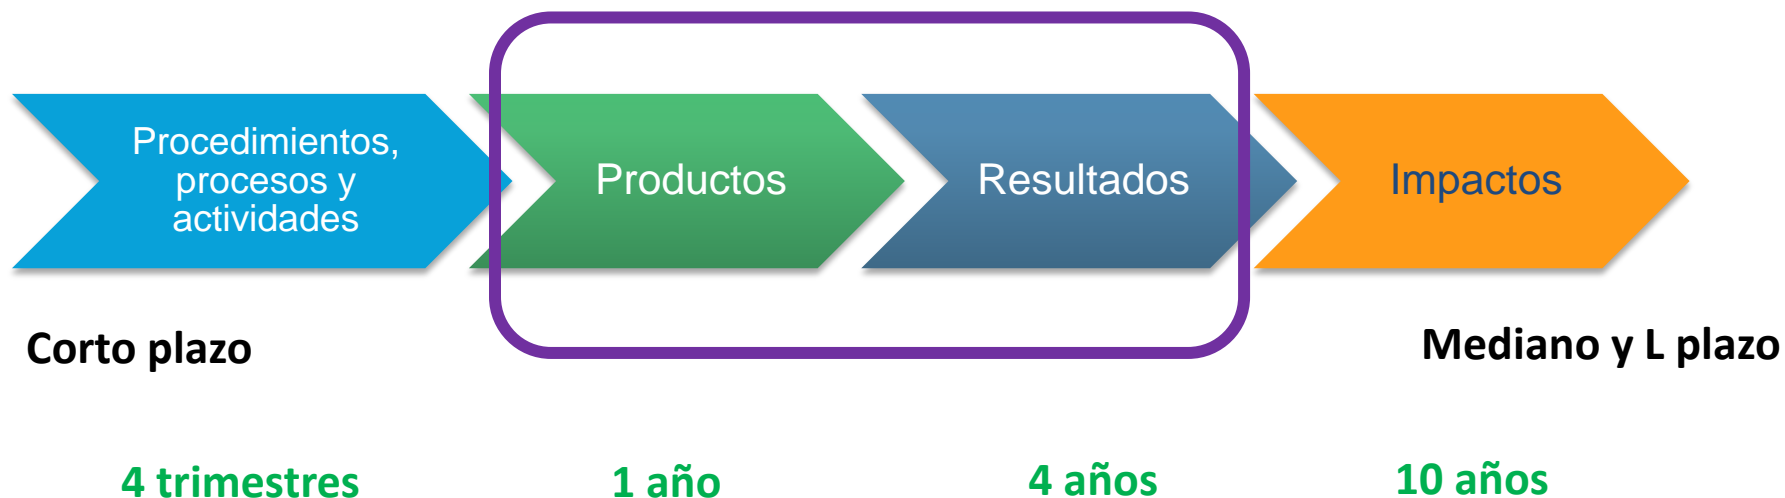 Procedimientos,
procesos y
actividades
Productos
Resultados
Impactos
Corto plazo
Mediano y L plazo
4 trimestres
1 año
4 años
10 años